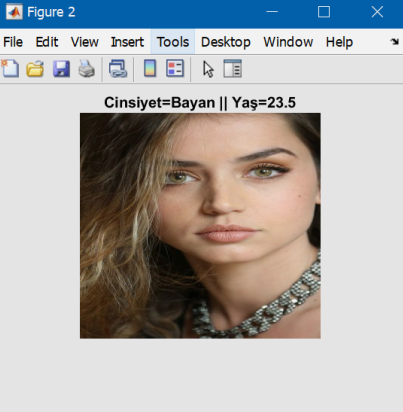 Figure 2
File Edit View Insert Tools Desktop Window Help
Cinsiyet=Bayan || Yaş=23.5